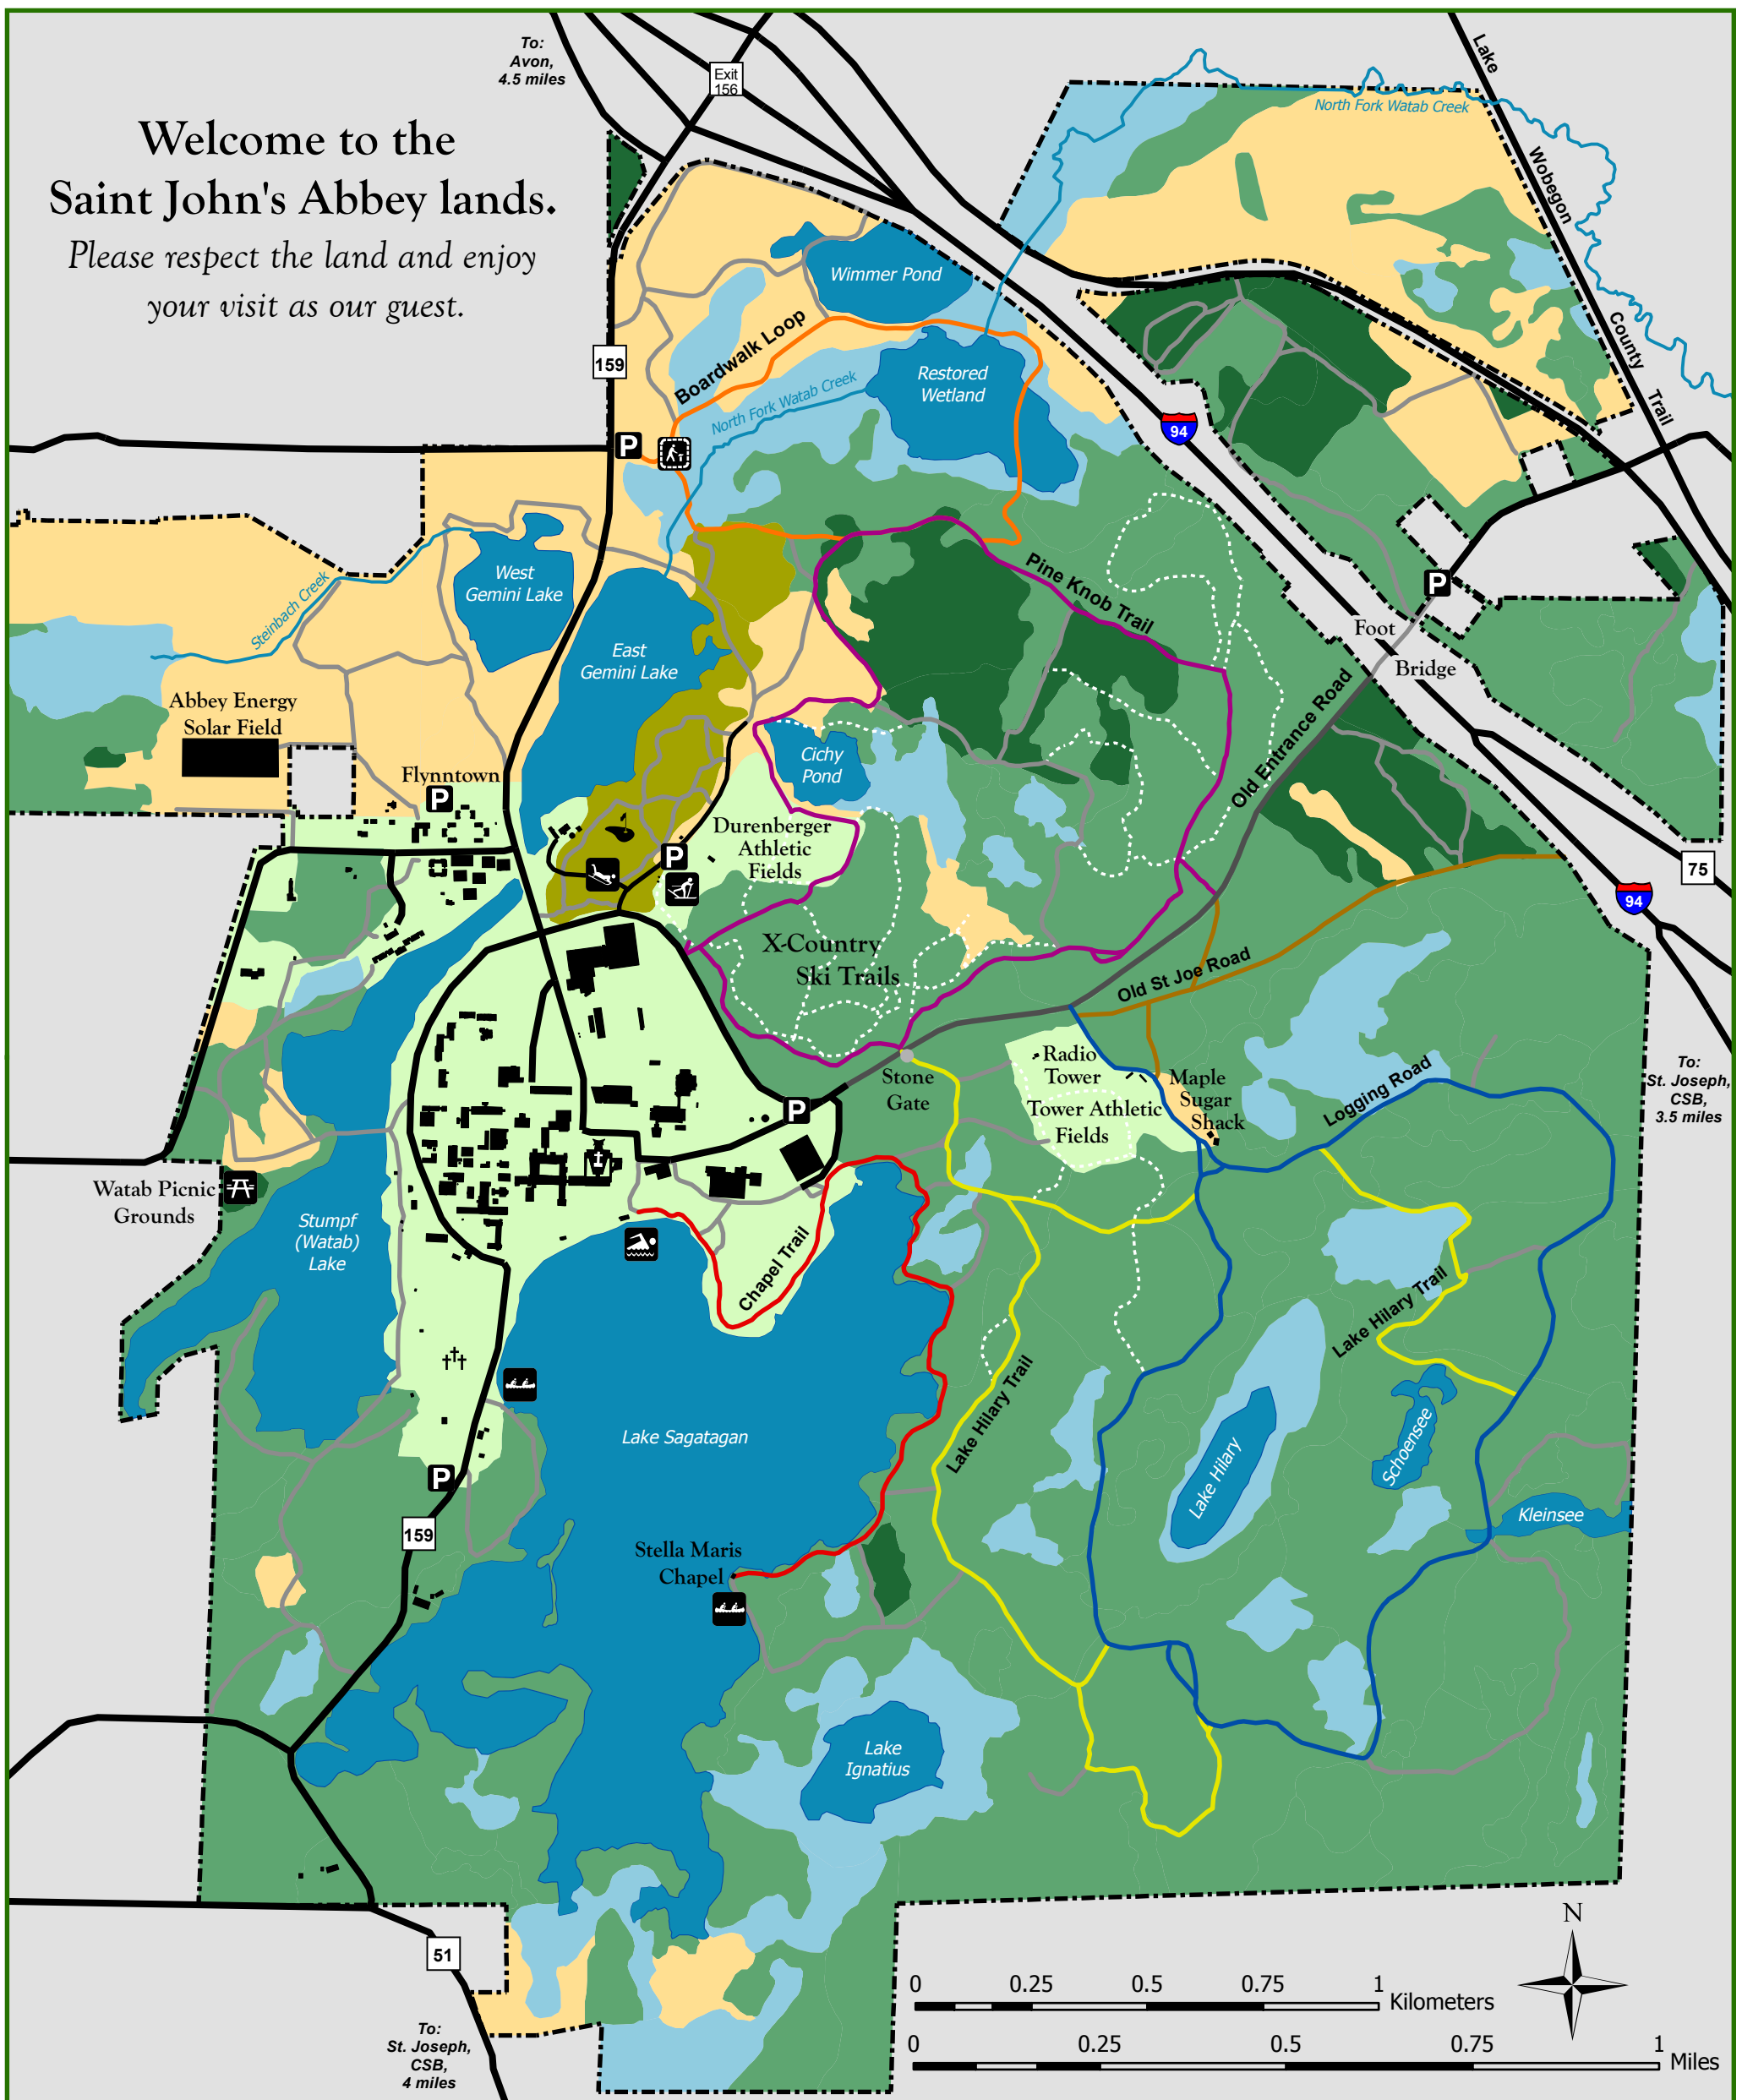 Welcome to the
Saint John's Abbey lands.
Please respect the land and enjoy
your visit as our guest.
To:
Avon,
4.5 miles
Exit
156
Lake
Wobegon
County
Trail
North Fork Watab Creek
Wimmer Pond
Boardwalk Loop
159
Restored
Wetland
North Fork Watab Creek
94
P
P
West
Gemini Lake
Steinbach Creek
East
Gemini Lake
Pine Knob Trail
Foot
Bridge
Old Entrance Road
Abbey Energy
Solar Field
Flynntown
P
Cichy
Pond
Durenberger
Athletic
Fields
P
75
94
X-Country
Ski Trails
Old St Joe Road
Radio
Tower
Maple
Sugar
Shack
Stone
Gate
Tower Athletic
Fields
Logging Road
To:
St. Joseph,
CSB,
3.5 miles
P
Watab Picnic
Grounds
Stumpf
(Watab)
Lake
Chapel Trail
Lake Hilary Trail
Lake Hilary Trail
Lake Sagatagan
Lake Hilary
Schoensee
Kleinsee
P
159
Stella Maris
Chapel
Lake
Ignatius
51
To:
St. Joseph,
CSB,
4 miles
N
0 0.25 0.5 0.75 1
Kilometers
0 0.25 0.5 0.75 1
Miles